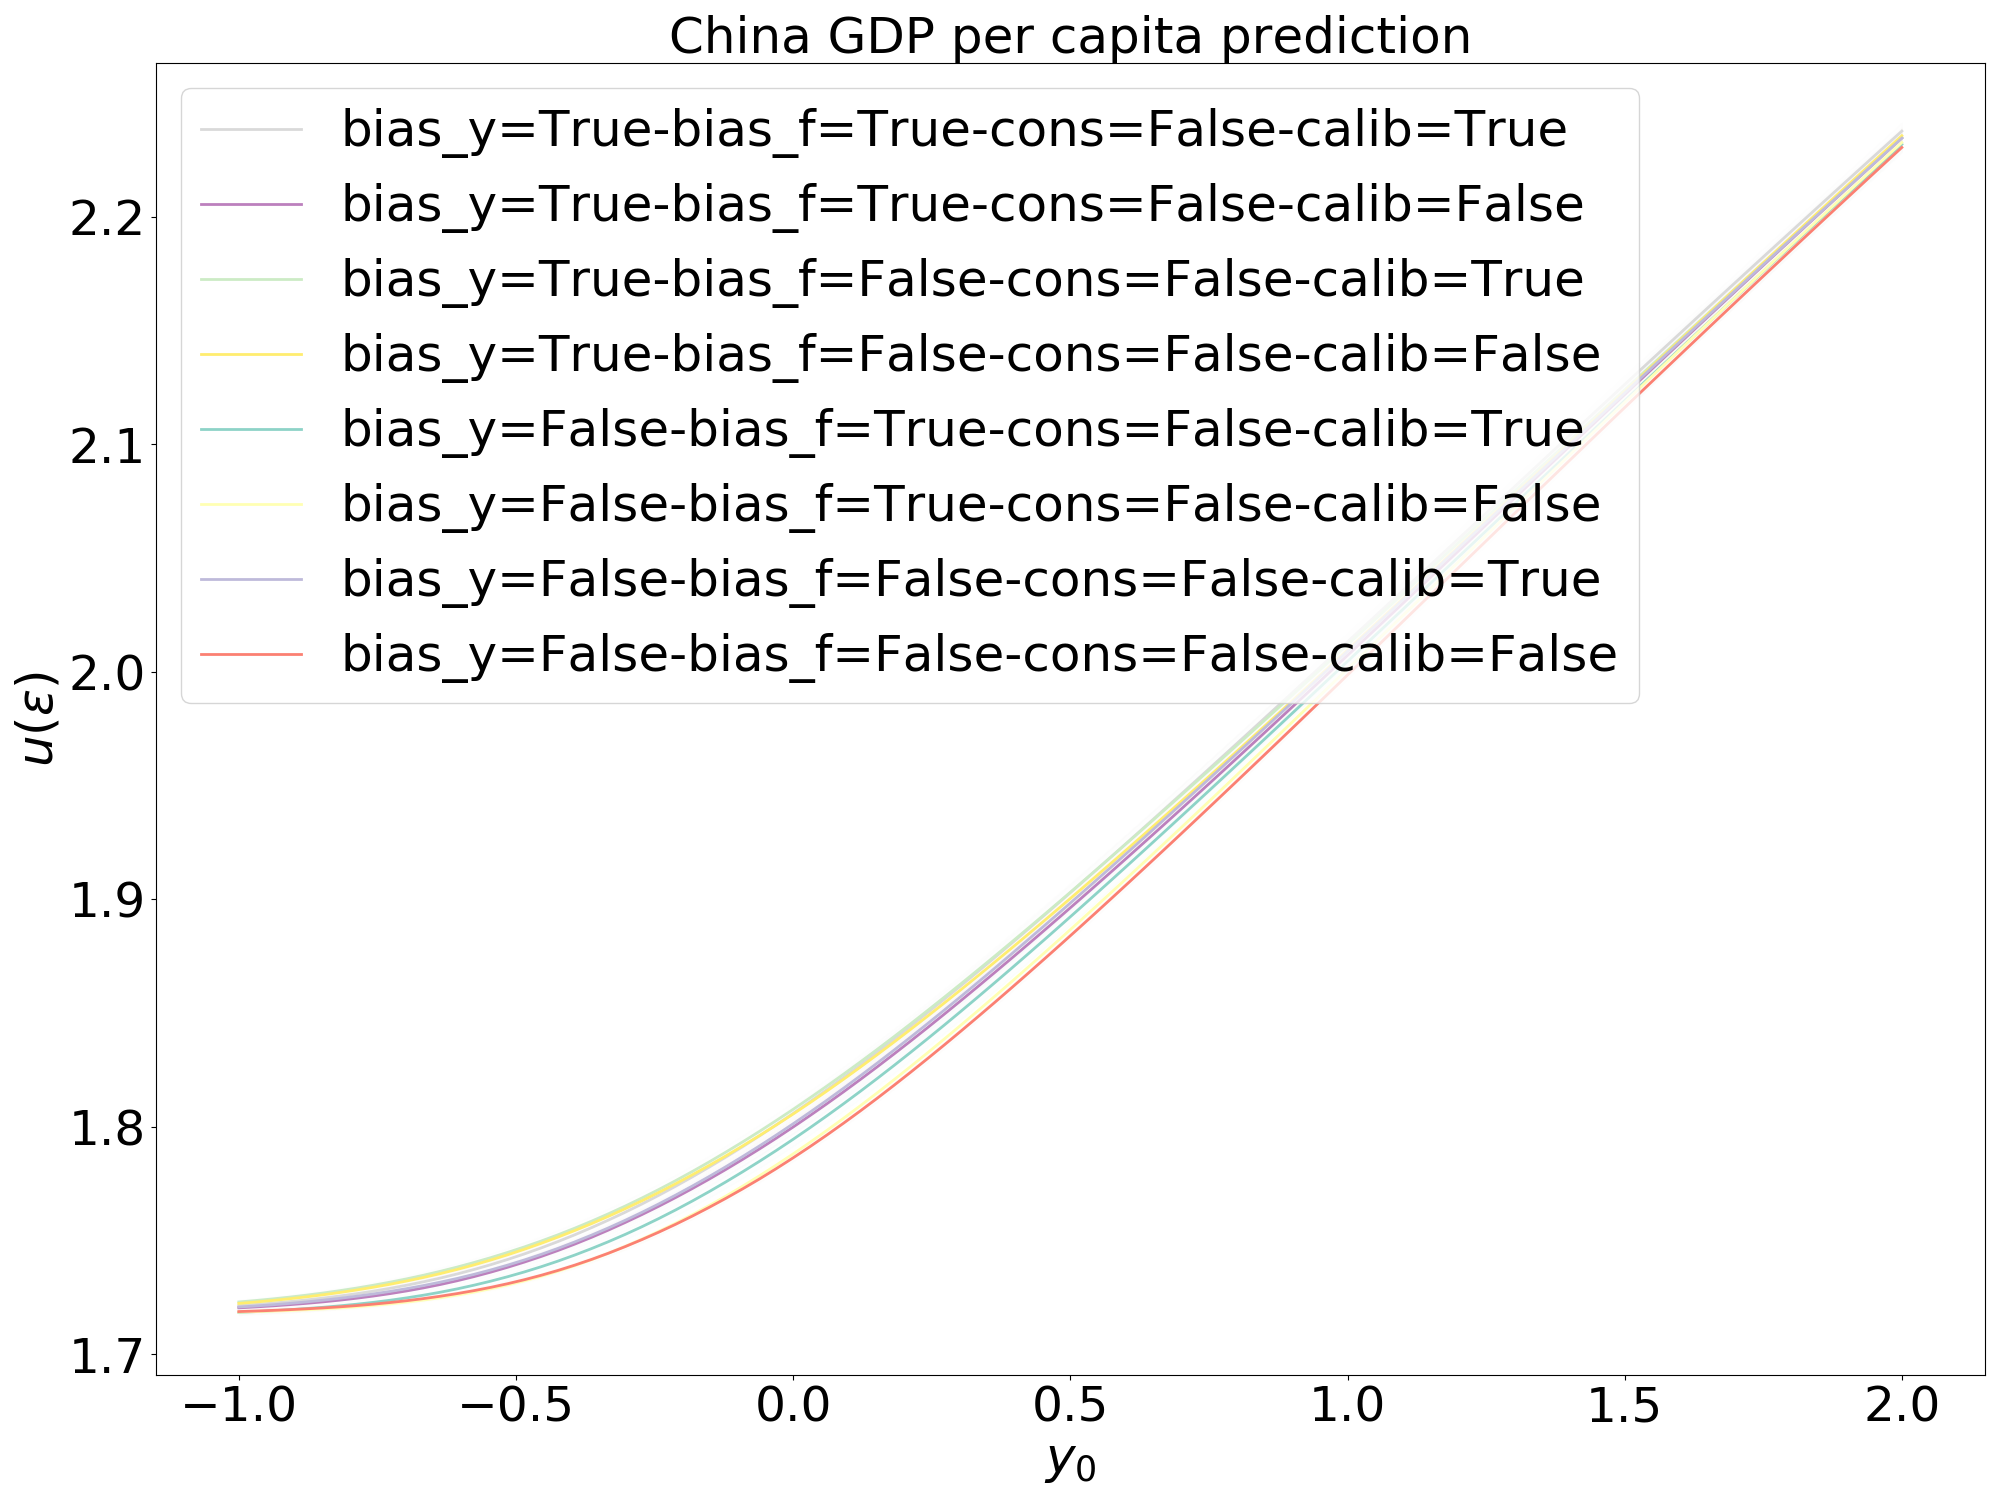 China GDP per capita prediction
bias_y=True-bias_f=True-cons=False-calib=True
bias_y=True-bias_f=True-cons=False-calib=False
bias_y=True-bias_f=False-cons=False-calib=True
bias_y=True-bias_f=False-cons=False-calib=False
bias_y=False-bias_f=True-cons=False-calib=True
bias_y=False-bias_f=True-cons=False-calib=False
bias_y=False-bias_f=False-cons=False-calib=True
bias_y=False-bias_f=False-cons=False-calib=False
u(ε)
2.2
2.1
2.0
1.9
1.8
1.7
−1.0 −0.5 0.0 0.5 1.0 1.5 2.0
y₀